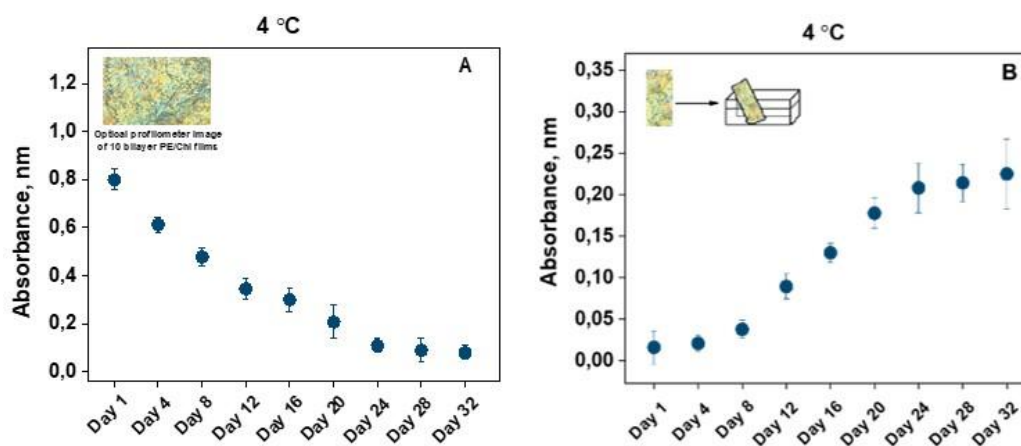 4 °C
A
Optical profilometer image
of 10 bilayer PE/Chi films
Absorbance, nm
1,2
1,0
0,8
0,6
0,4
0,2
0,0
Day 1
Day 4
Day 8
Day 12
Day 16
Day 20
Day 24
Day 28
Day 32
4 °C
B
Absorbance, nm
0,35
0,30
0,25
0,20
0,15
0,10
0,05
0,00
Day 1
Day 4
Day 8
Day 12
Day 16
Day 20
Day 24
Day 28
Day 32